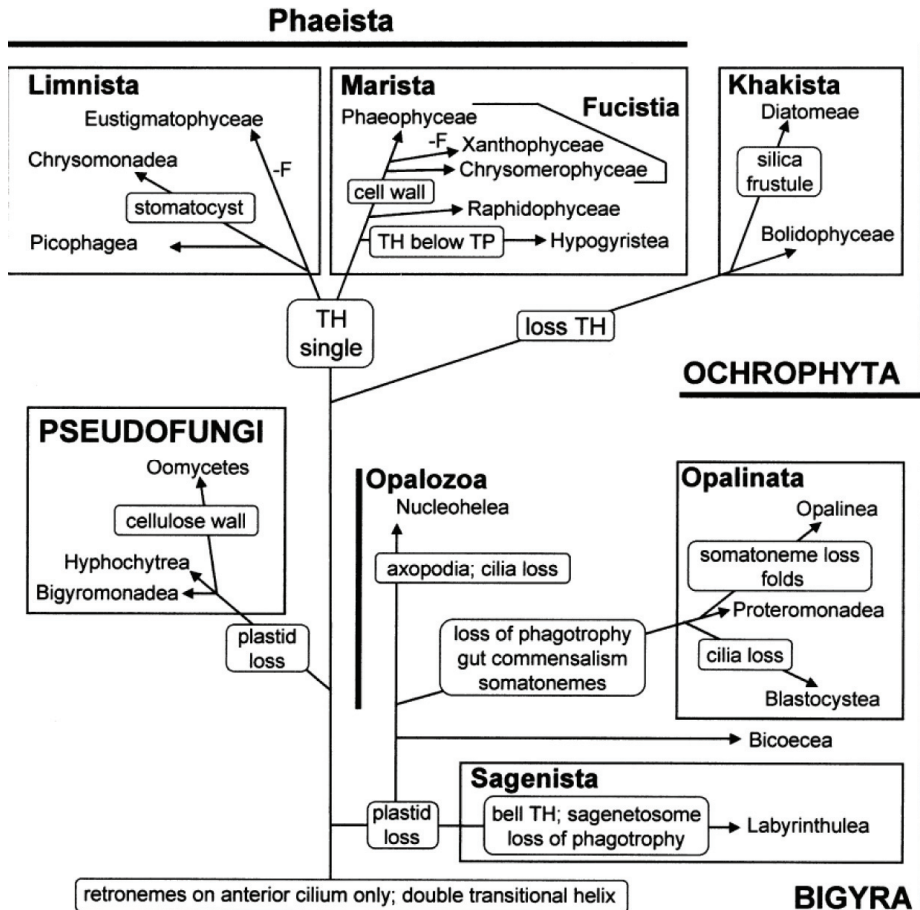 Phaeista
Limnista
Eustigmatophyceae
Chrysomonadea
-F
stomatocyst
Picophagea
Marista
Fucistia
Phaeophyceae
-F
Xanthophyceae
Chrysomerophyceae
cell wall
Raphidophyceae
TH below TP
Hypogyristea
Khakista
Diatomeae
silica
frustule
Bolidophyceae
TH
single
loss TH
OCHROPHYTA
PSEUDOFUNGI
Oomycetes
cellulose wall
Hyphochytrea
Bigyromonadea
plastid
loss
Opalozoa
Nucleohelea
axopodia; cilia loss
loss of phagotrophy
gut commensalism
somatonemes
Opalinata
Opalinea
somatoneme loss
folds
Proteromonadea
cilia loss
Blastocystea
Bicoecea
Sagenista
plastid
loss
bell TH; sagenetosome
loss of phagotrophy
Labyrinthulea
retronemes on anterior cilium only; double transitional helix
BIGYRA